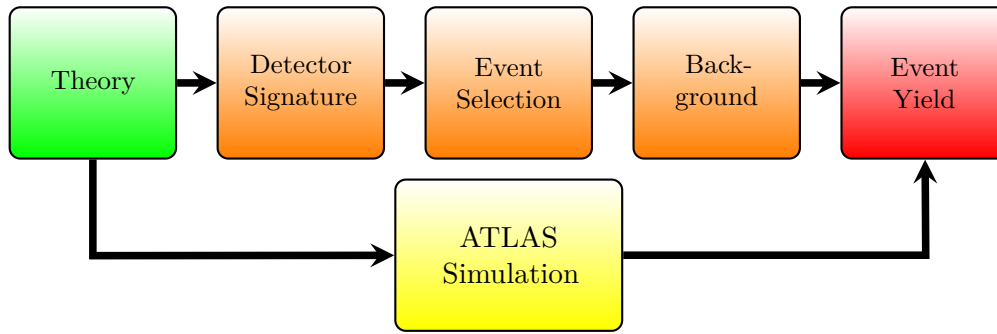 Theory
Detector
Signature
Event
Selection
Back-
ground
Event
Yield
ATLAS
Simulation